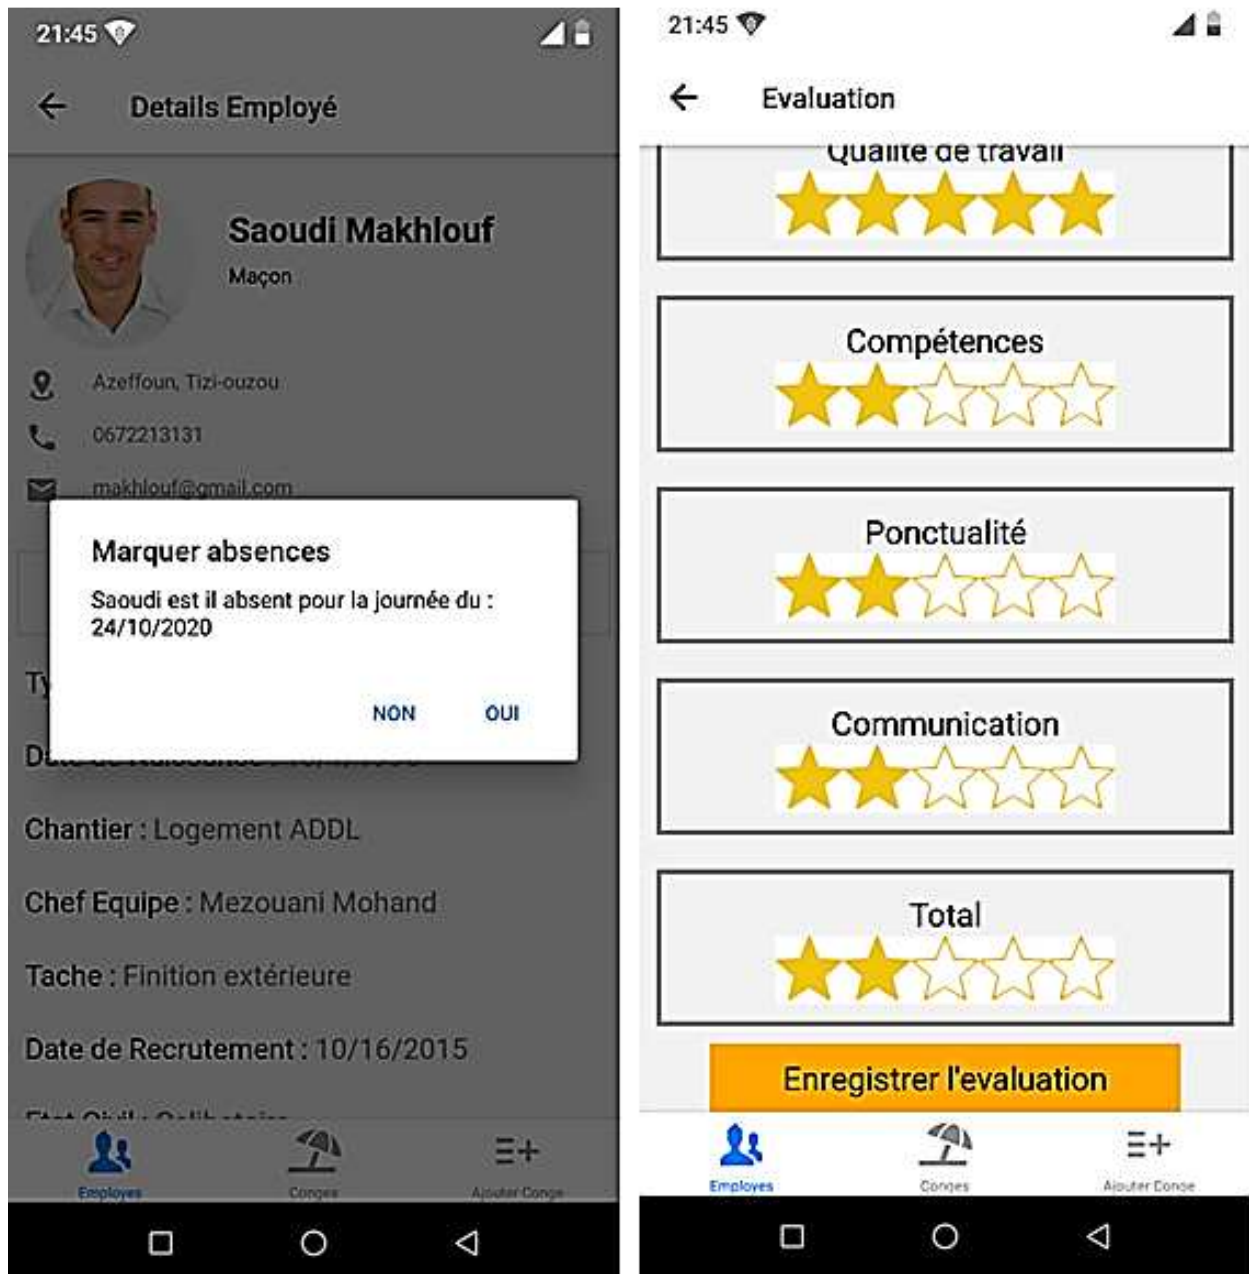 21:45
Details Employé
Saoudi Makhlouf
Maçon
Azeffoun, Tizi-ouzou
0672213131
makhlouf@gmail.com
Marquer absences
Saoudi est il absent pour la journée du :
24/10/2020
NON OUI
Chantier : Logement ADDL
Chef Equipe : Mezouani Mohand
Tache : Finition extérieure
Date de Recrutement : 10/16/2015
Employes Conges Ajouter Conge
21:45
Evaluation
Qualité de travail
Compétences
Ponctualité
Communication
Total
Enregistrer l'evaluation
Employes Conges Ajouter Conge